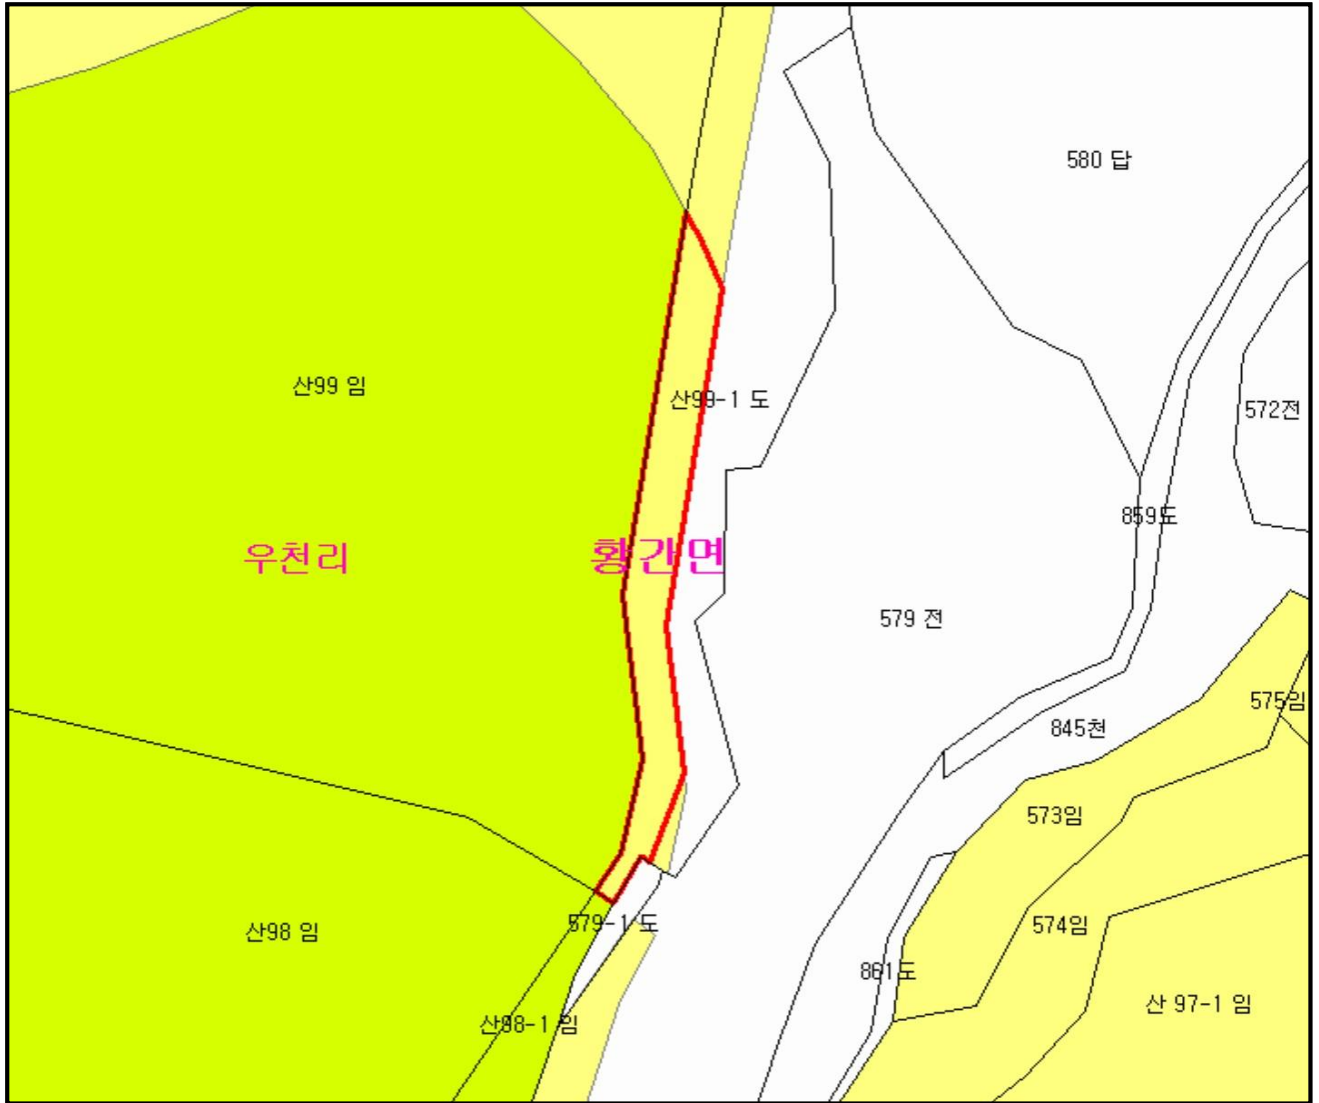 580 답
산99 임
산99-1 도
572전
859도
우천리
황간면
579 전
575임
845천
573임
579-1 도
574임
산98 임
861도
산 97-1 임
산98-1 임